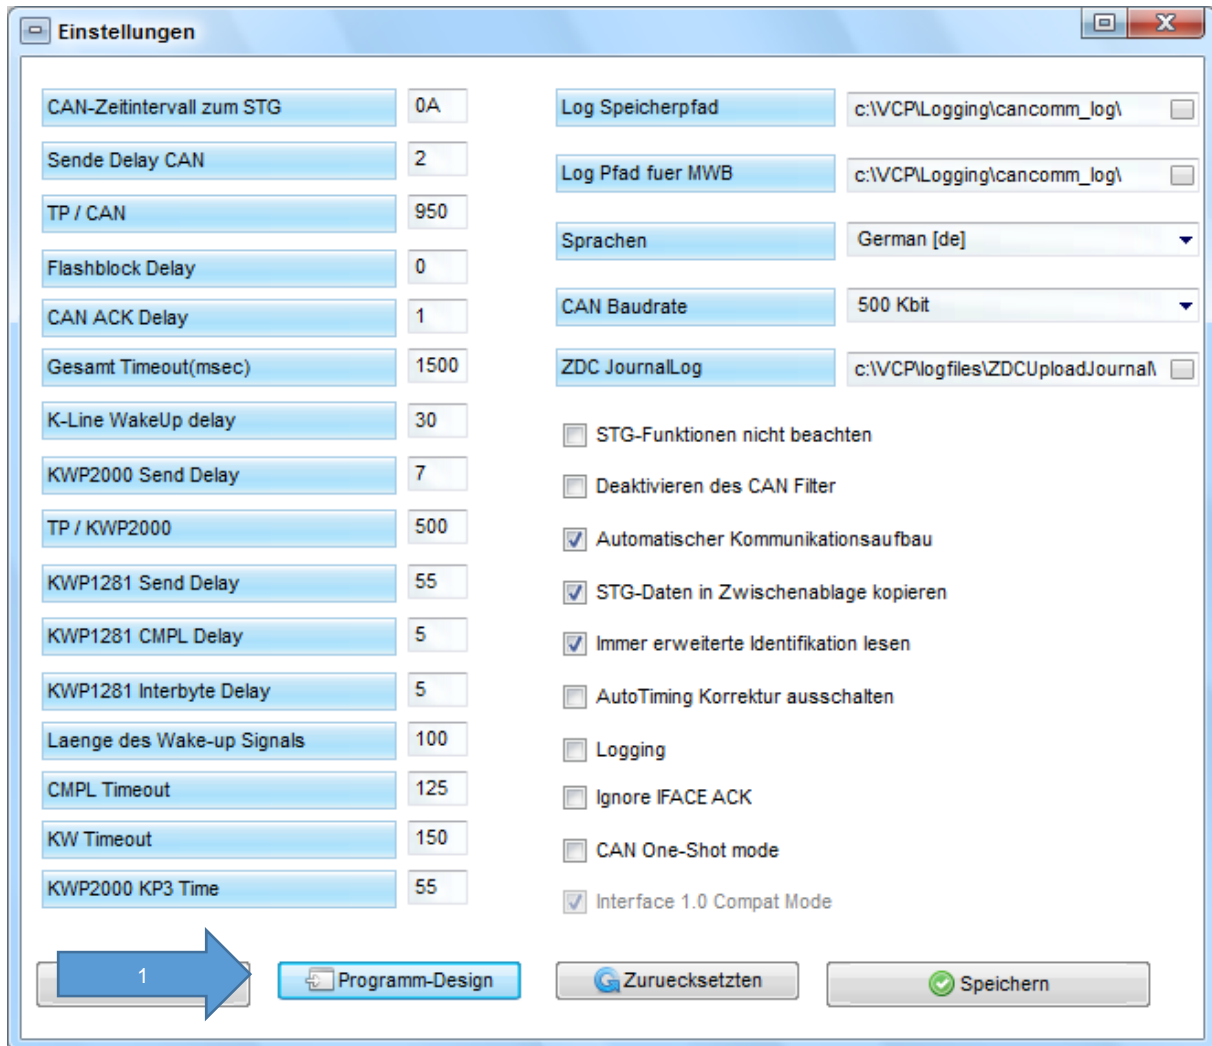 Einstellungen
CAN-Zeitintervall zum STG 0A
Sende Delay CAN 2
TP / CAN 950
Flashblock Delay 0
CAN ACK Delay 1
Gesamt Timeout(msec) 1500
K-Line WakeUp delay 30
KWP2000 Send Delay 7
TP / KWP2000 500
KWP1281 Send Delay 55
KWP1281 CMPL Delay 5
KWP1281 Interbyte Delay 5
Laenge des Wake-up Signals 100
CMPL Timeout 125
KW Timeout 150
KWP2000 KP3 Time 55
Log Speicherpfad c:\VCP\Logging\cancomm_log\
Log Pfad fuer MWB c:\VCP\Logging\cancomm_log\
Sprachen German [de]
CAN Baudrate 500 Kbit
ZDC JournalLog c:\VCP\logfiles\ZDCUploadJournal\
STG-Funktionen nicht beachten
Deaktivieren des CAN Filter
Automatischer Kommunikationsaufbau
STG-Daten in Zwischenablage kopieren
Immer erweiterte Identifikation lesen
AutoTiming Korrektur ausschalten
Logging
Ignore IFACE ACK
CAN One-Shot mode
Interface 1.0 Compat Mode
1 Programm-Design Zuruecksetzten Speichern